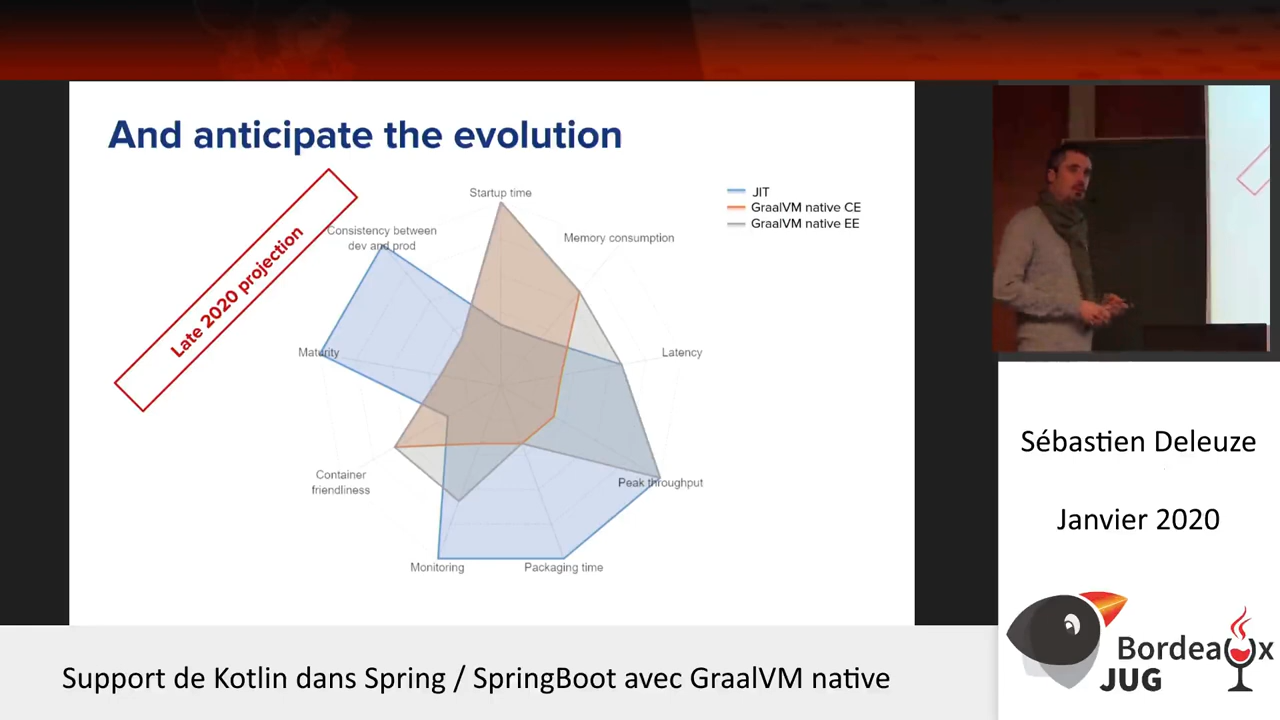 And anticipate the evolution
Late 2020 projection
Startup time
Consistency between
dev and prod
Memory consumption
Maturity
Latency
Container
friendliness
Peak throughput
Monitoring
Packaging time
JIT
GraalVM native CE
GraalVM native EE
Sébastien Deleuze
Janvier 2020
Bordeaux
JUG
Support de Kotlin dans Spring / SpringBoot avec GraalVM native